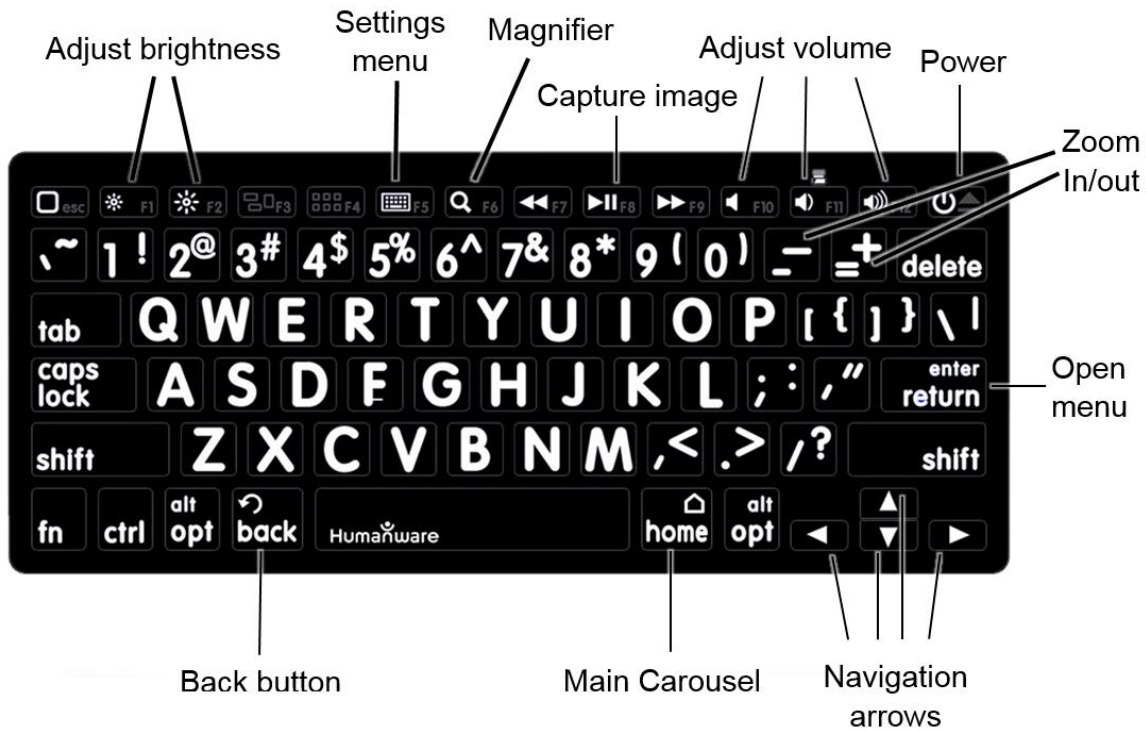 Adjust brightness
Settings
menu
Magnifier
Capture image
Adjust volume
Power
Zoom
In/out
esc F1 F2 F3 F4 F5 F6 F7 F8 F9 F10 F11 F12
`~ 1! 2@ 3# 4$ 5% 6^ 7& 8* 9( 0) -_ =+ delete
tab Q W E R T Y U I O P [{ ]} \|
caps lock A S D F G H J K L ;: '" enter return
Open
menu
shift Z X C V B N M ,< .> /? shift
fn ctrl alt opt back Humanware home alt opt
Back button
Main Carousel
Navigation
arrows